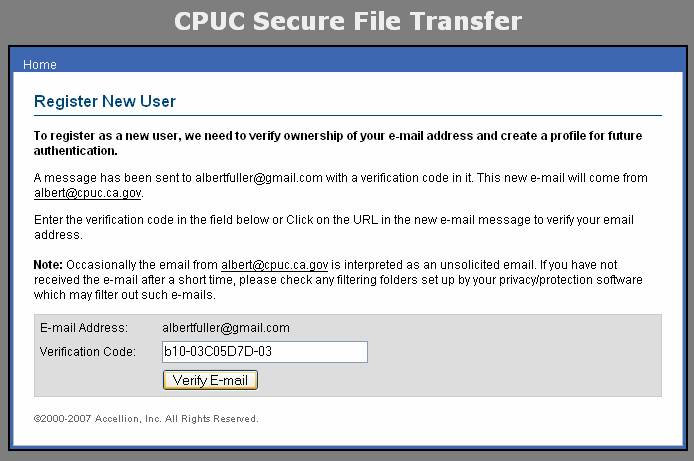 CPUC Secure File Transfer
Home
Register New User
To register as a new user, we need to verify ownership of your e-mail address and create a profile for future
authentication.
A message has been sent to albertfuller@gmail.com with a verification code in it. This new e-mail will come from
albert@cpuc.ca.gov.
Enter the verification code in the field below or Click on the URL in the new e-mail message to verify your email
address.
Note: Occasionally the email from albert@cpuc.ca.gov is interpreted as an unsolicited email. If you have not
received the e-mail after a short time, please check any filtering folders set up by your privacy/protection software
which may filter out such e-mails.
E-mail Address: albertfuller@gmail.com
Verification Code: b10-03C05D7D-03
Verify E-mail
©2000-2007 Accellion, Inc. All Rights Reserved.